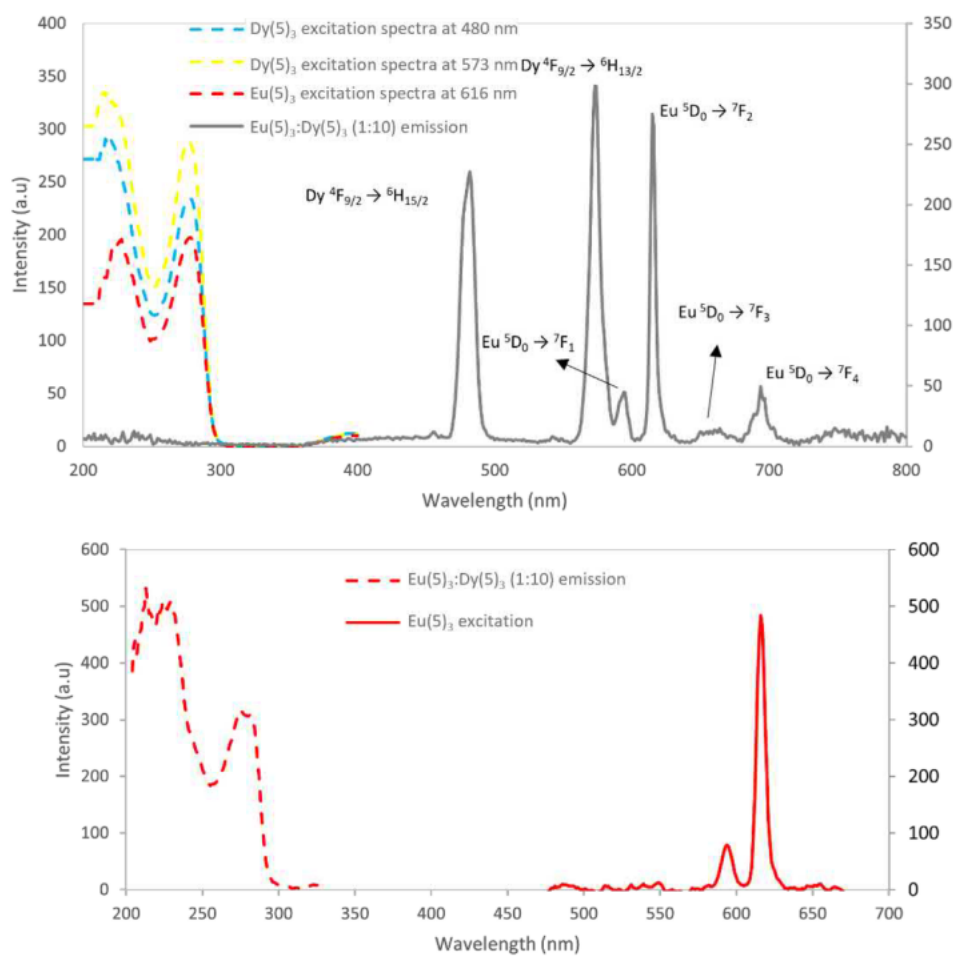 400
350
300
250
200
150
100
50
0
Intensity (a.u)
350
300
250
200
150
100
50
0
Dy(5)₃ excitation spectra at 480 nm
Dy(5)₃ excitation spectra at 573 nm
Eu(5)₃ excitation spectra at 616 nm
Eu(5)₃:Dy(5)₃ (1:10) emission
Dy ⁴F₉/₂ → ⁶H₁₃/₂
Eu ⁵D₀ → ⁷F₂
Dy ⁴F₉/₂ → ⁶H₁₅/₂
Eu ⁵D₀ → ⁷F₃
Eu ⁵D₀ → ⁷F₁
Eu ⁵D₀ → ⁷F₄
200 300 400 500 600 700 800
Wavelength (nm)
600
500
400
300
200
100
0
Intensity (a.u)
600
500
400
300
200
100
0
Eu(5)₃:Dy(5)₃ (1:10) emission
Eu(5)₃ excitation
200 250 300 350 400 450 500 550 600 650 700
Wavelength (nm)